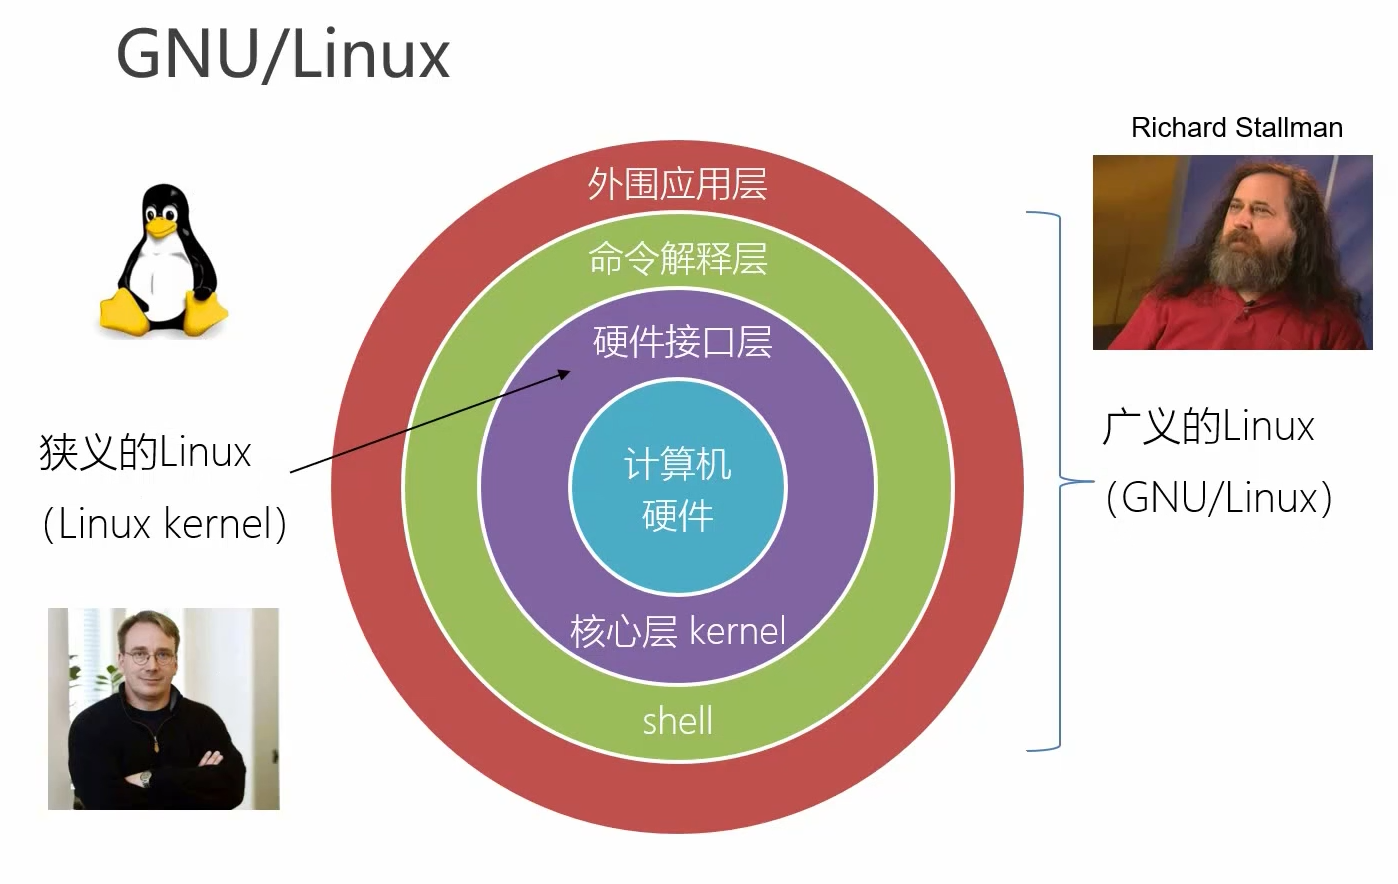 GNU/Linux
Richard Stallman
外围应用层
命令解释层
硬件接口层
计算机
硬件
核心层 kernel
shell
狭义的Linux
（Linux kernel）
广义的Linux
（GNU/Linux）